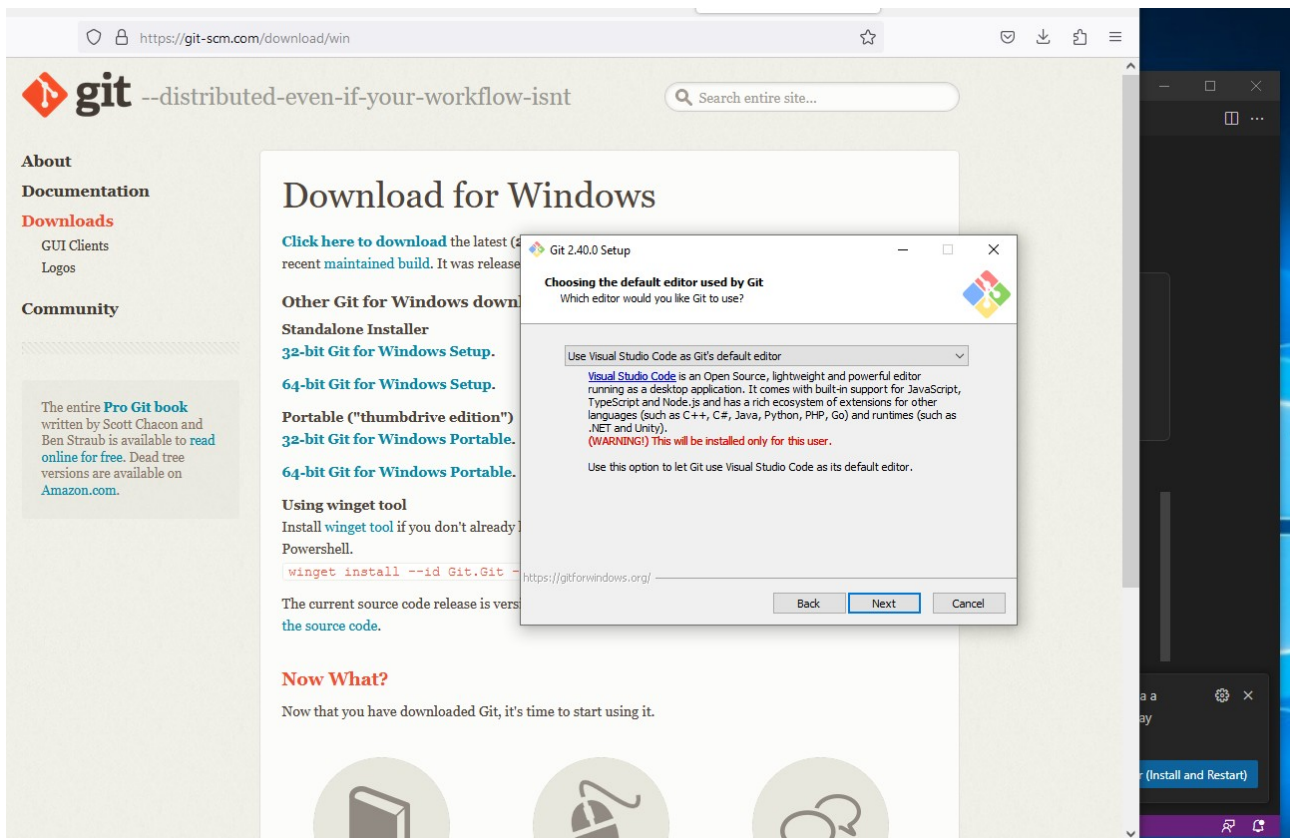 https://git-scm.com/download/win
git --distributed-even-if-your-workflow-isnt
Search entire site...
About
Documentation
Downloads
GUI Clients
Logos
Community
The entire Pro Git book
written by Scott Chacon and
Ben Straub is available to read
online for free. Dead tree
versions are available on
Amazon.com.
Download for Windows
Click here to download the latest (
recent maintained build. It was release
Other Git for Windows downl
Standalone Installer
32-bit Git for Windows Setup.
64-bit Git for Windows Setup.
Portable ("thumbdrive edition")
32-bit Git for Windows Portable.
64-bit Git for Windows Portable.
Using winget tool
Install winget tool if you don't already
Powershell.
winget install --id Git.Git -
The current source code release is vers
the source code.
Now What?
Now that you have downloaded Git, it's time to start using it.
Git 2.40.0 Setup
Choosing the default editor used by Git
Which editor would you like Git to use?
Use Visual Studio Code as Git's default editor
Visual Studio Code is an Open Source, lightweight and powerful editor
running as a desktop application. It comes with built-in support for JavaScript,
TypeScript and Node.js and has a rich ecosystem of extensions for other
languages (such as C++, C#, Java, Python, PHP, Go) and runtimes (such as
.NET and Unity).
(WARNING!) This will be installed only for this user.
Use this option to let Git use Visual Studio Code as its default editor.
https://gitforwindows.org/
Back
Next
Cancel
a a
ay
r (Install and Restart)